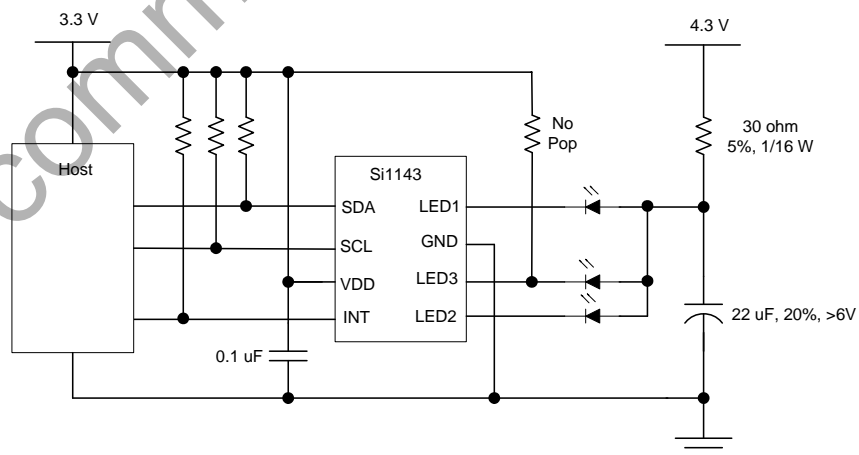 comm
3.3 V
4.3 V
Host
No
Pop
30 ohm
5%, 1/16 W
Si1143
SDA
LED1
SCL
GND
VDD
LED3
INT
LED2
0.1 uF
22 uF, 20%, >6V